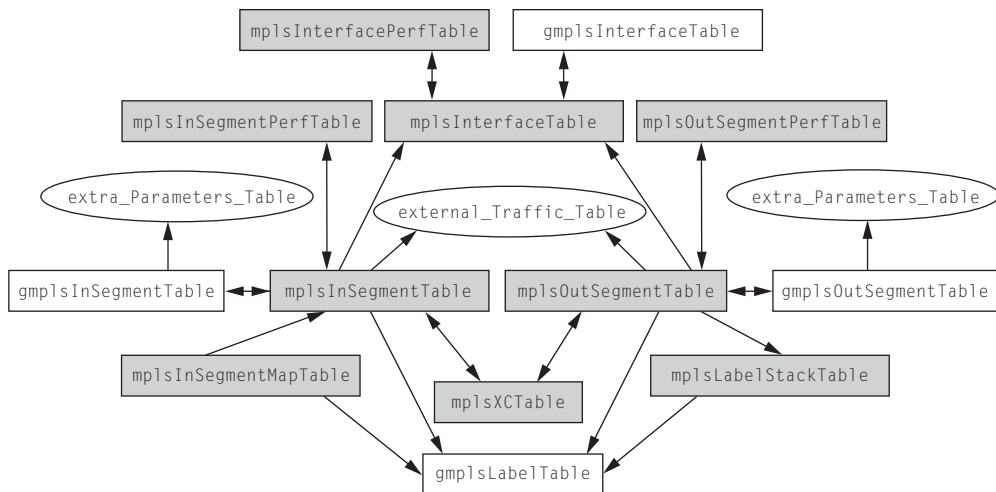 mplsInterfacePerfTable
gmplsInterfaceTable
mplsInSegmentPerfTable
mplsInterfaceTable
mplsOutSegmentPerfTable
extra_Parameters_Table
external_Traffic_Table
extra_Parameters_Table
gmplsInSegmentTable
mplsInSegmentTable
mplsOutSegmentTable
gmplsOutSegmentTable
mplsInSegmentMapTable
mplsXCTable
mplsLabelStackTable
gmplsLabelTable